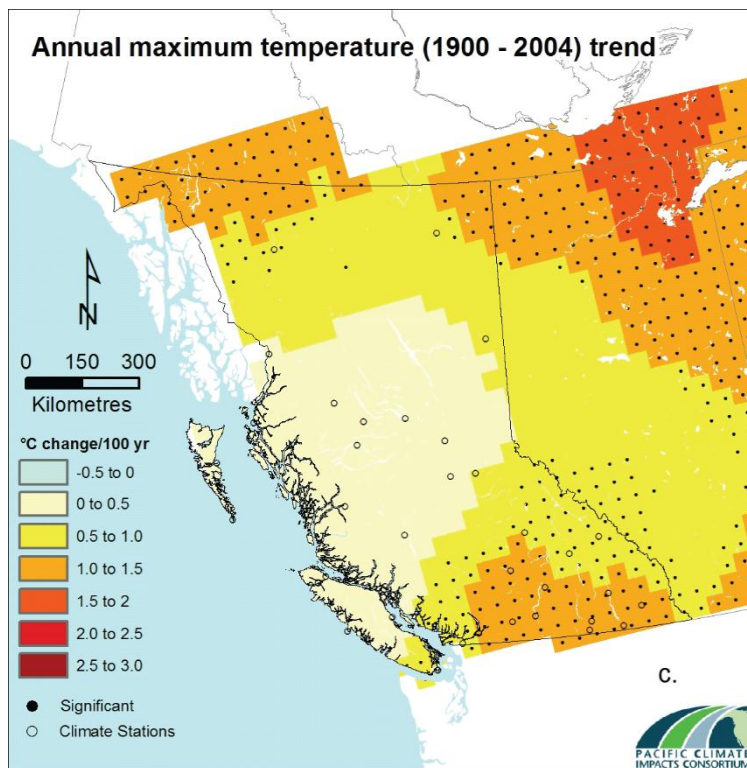 Annual maximum temperature (1900 - 2004) trend
N
0 150 300
Kilometres
°C change/100 yr
-0.5 to 0
0 to 0.5
0.5 to 1.0
1.0 to 1.5
1.5 to 2
2.0 to 2.5
2.5 to 3.0
Significant
Climate Stations
c.
PACIFIC CLIMATE
IMPACTS CONSORTIUM